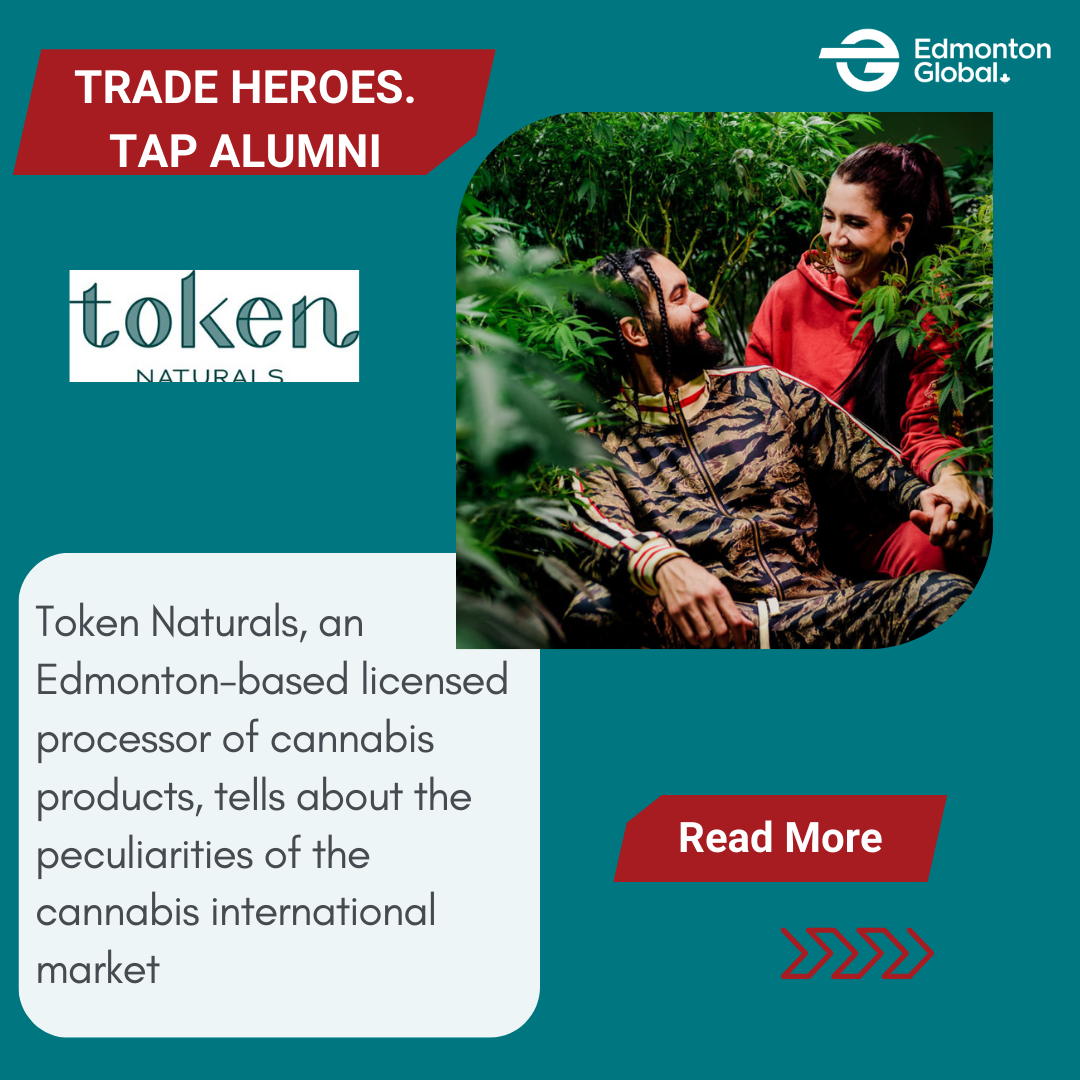 Edmonton
Global
TRADE HEROES.
TAP ALUMNI
token
NATURALS
Token Naturals, an
Edmonton-based licensed
processor of cannabis
products, tells about the
peculiarities of the
cannabis international
market
Read More